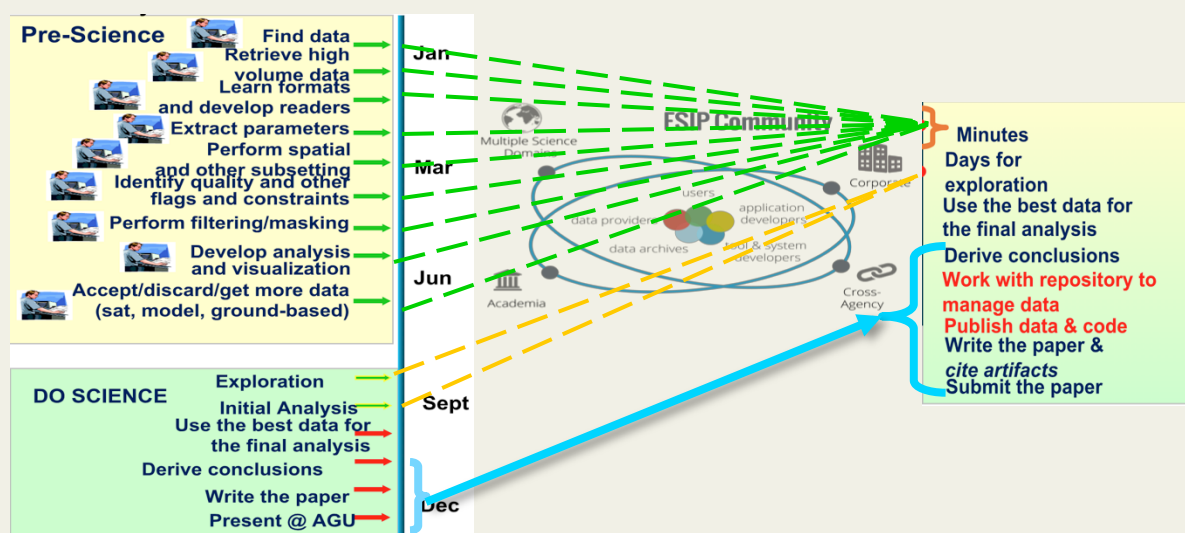 Pre-Science
Find data
Retrieve high
volume data
Learn formats
and develop readers
Extract parameters
Perform spatial
and other subsetting
Identify quality and other
flags and constraints
Perform filtering/masking
Develop analysis
and visualization
Accept/discard/get more data
(sat, model, ground-based)
DO SCIENCE
Exploration
Initial Analysis
Use the best data for
the final analysis
Derive conclusions
Write the paper
Present @ AGU
Jan
Mar
Jun
Sept
Dec
ESIP Community
Multiple Science
Domains
Corporate
users
data providers
application
developers
data archives
tool & system
developers
Academia
Cross-
Agency
Minutes
Days for
exploration
Use the best data for
the final analysis
Derive conclusions
Work with repository to
manage data
Publish data & code
Write the paper &
cite artifacts
Submit the paper